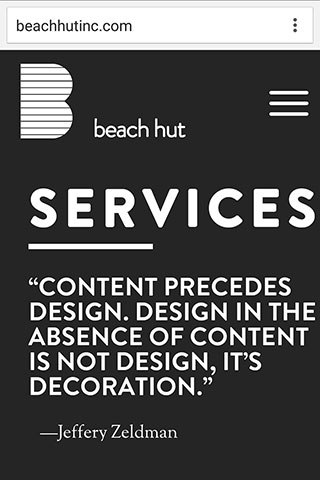 beachhutinc.com
B
beach hut
SERVICES
“CONTENT PRECEDES
DESIGN. DESIGN IN THE
ABSENCE OF CONTENT
IS NOT DESIGN, IT’S
DECORATION.”
—Jeffery Zeldman